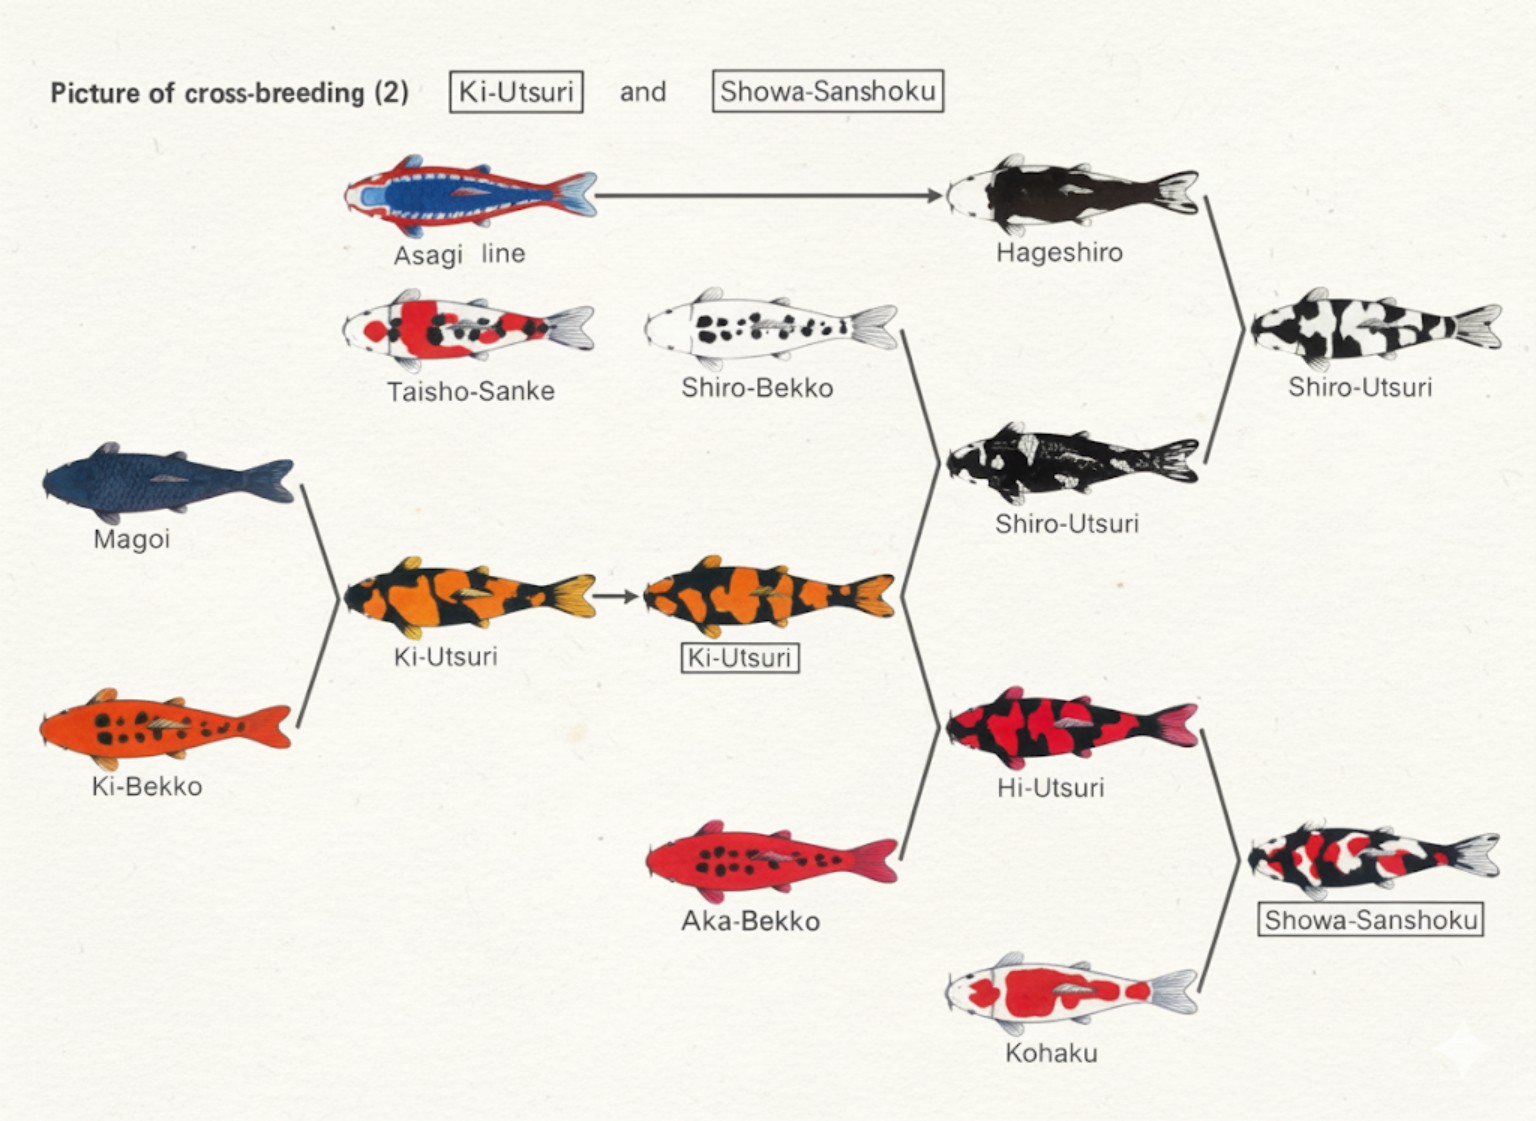 Picture of cross-breeding (2) Ki-Utsuri and Showa-Sanshoku
Asagi line
Hageshiro
Taisho-Sanke
Shiro-Bekko
Shiro-Utsuri
Magoi
Shiro-Utsuri
Ki-Utsuri
Ki-Utsuri
Ki-Bekko
Hi-Utsuri
Aka-Bekko
Showa-Sanshoku
Kohaku